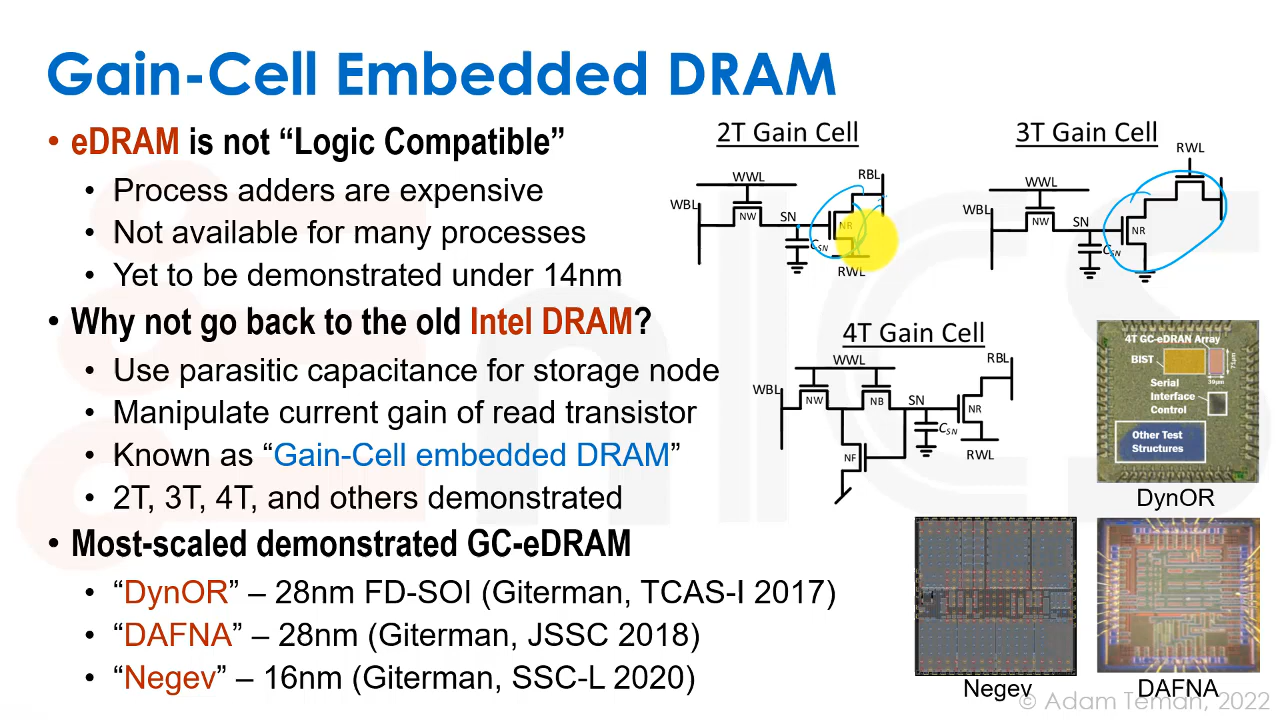 Gain-Cell Embedded DRAM
• eDRAM is not “Logic Compatible”
• Process adders are expensive
• Not available for many processes
• Yet to be demonstrated under 14nm
• Why not go back to the old Intel DRAM?
• Use parasitic capacitance for storage node
• Manipulate current gain of read transistor
• Known as “Gain-Cell embedded DRAM”
• 2T, 3T, 4T, and others demonstrated
• Most-scaled demonstrated GC-eDRAM
• “DynOR” – 28nm FD-SOI (Giterman, TCAS-I 2017)
• “DAFNA” – 28nm (Giterman, JSSC 2018)
• “Negev” – 16nm (Giterman, SSC-L 2020)
2T Gain Cell
WWL
RBL
WBL
NW
SN
NR
CSN
RWL
3T Gain Cell
RWL
WWL
WBL
NW
SN
NR
CSN
4T Gain Cell
WWL
RBL
WBL
NW
NB
SN
NR
CSN
NF
RWL
4T GC-eDRAN Array
BIST
71µm
39µm
Serial
Interface
Control
Other Test
Structures
DynOR
Negev
DAFNA
© Adam Teman, 2022